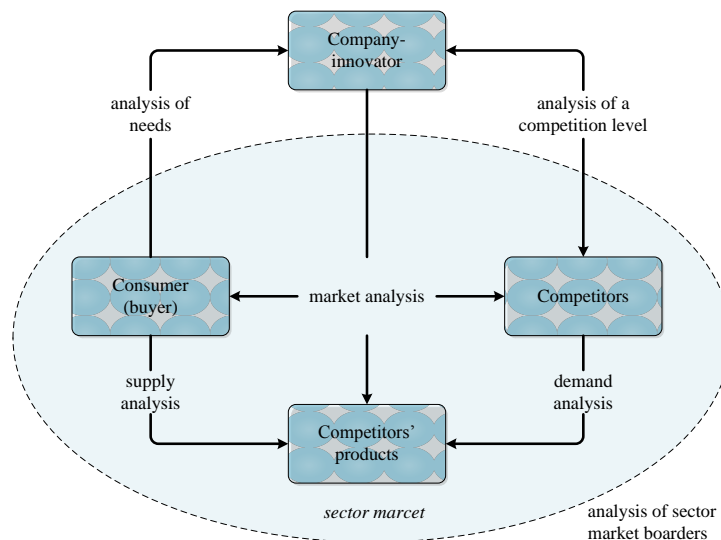 Company-
innovator
analysis of
needs
analysis of a
competition level
Consumer
(buyer)
market analysis
Competitors
supply
analysis
demand
analysis
Competitors’
products
sector marcet
analysis of sector
market boarders